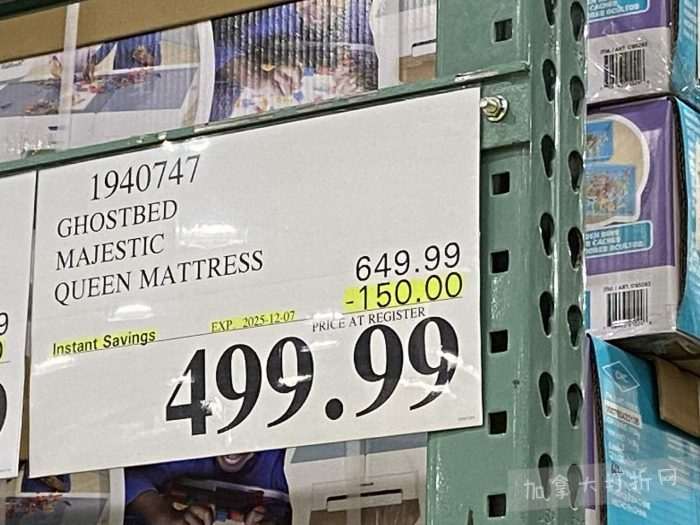 1940747
GHOSTBED
MAJESTIC
QUEEN MATTRESS
649.99
-150.00
Instant Savings
EXP. 2025-12-07
PRICE AT REGISTER
499.99
9
加拿大打折网